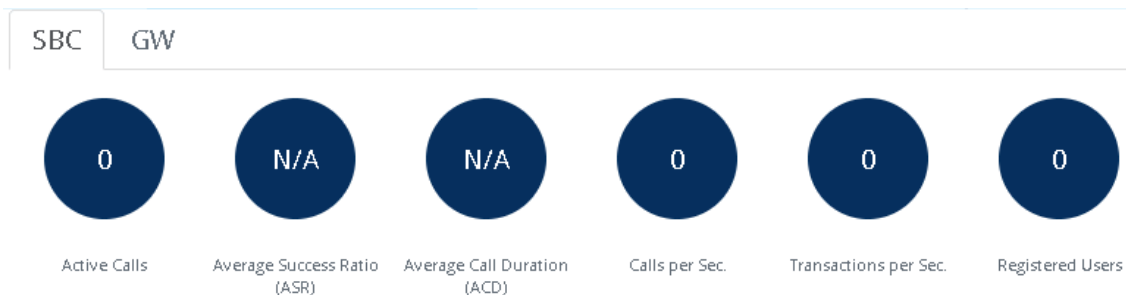 SBC GW
0 N/A N/A 0 0 0
Active Calls Average Success Ratio Average Call Duration Calls per Sec. Transactions per Sec. Registered Users
(ASR) (ACD)